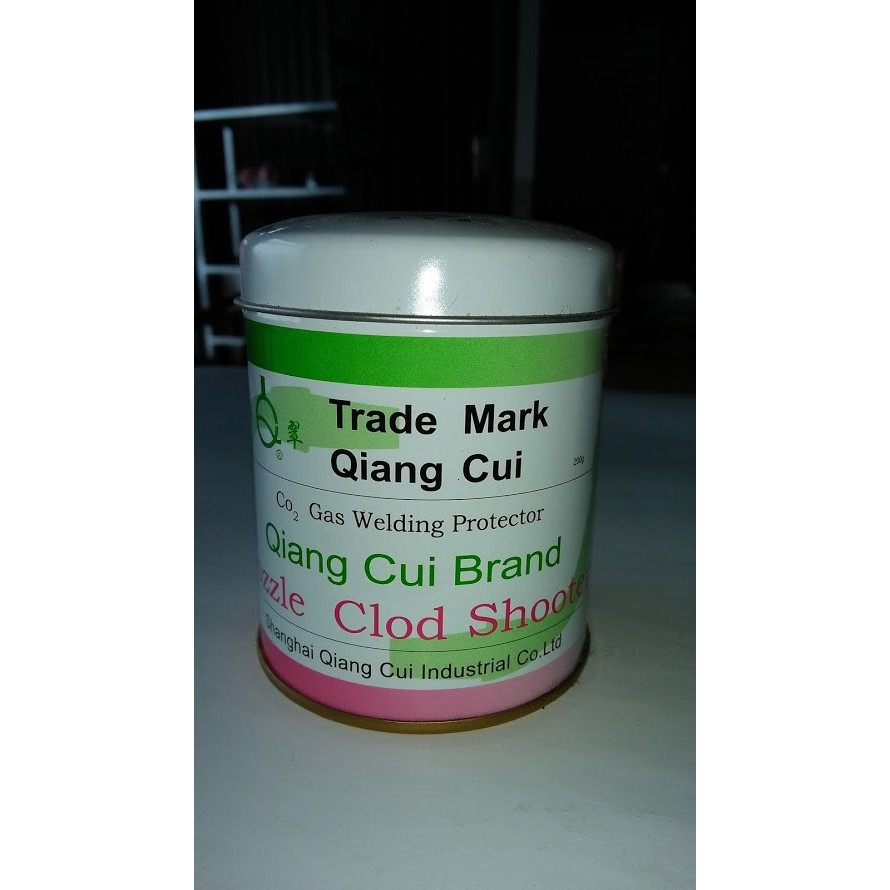 Trade Mark
翠
®
Qiang Cui
200g
Co₂ Gas Welding Protector
Qiang Cui Brand
zzle Clod Shoote
Shanghai Qiang Cui Industrial Co.Ltd